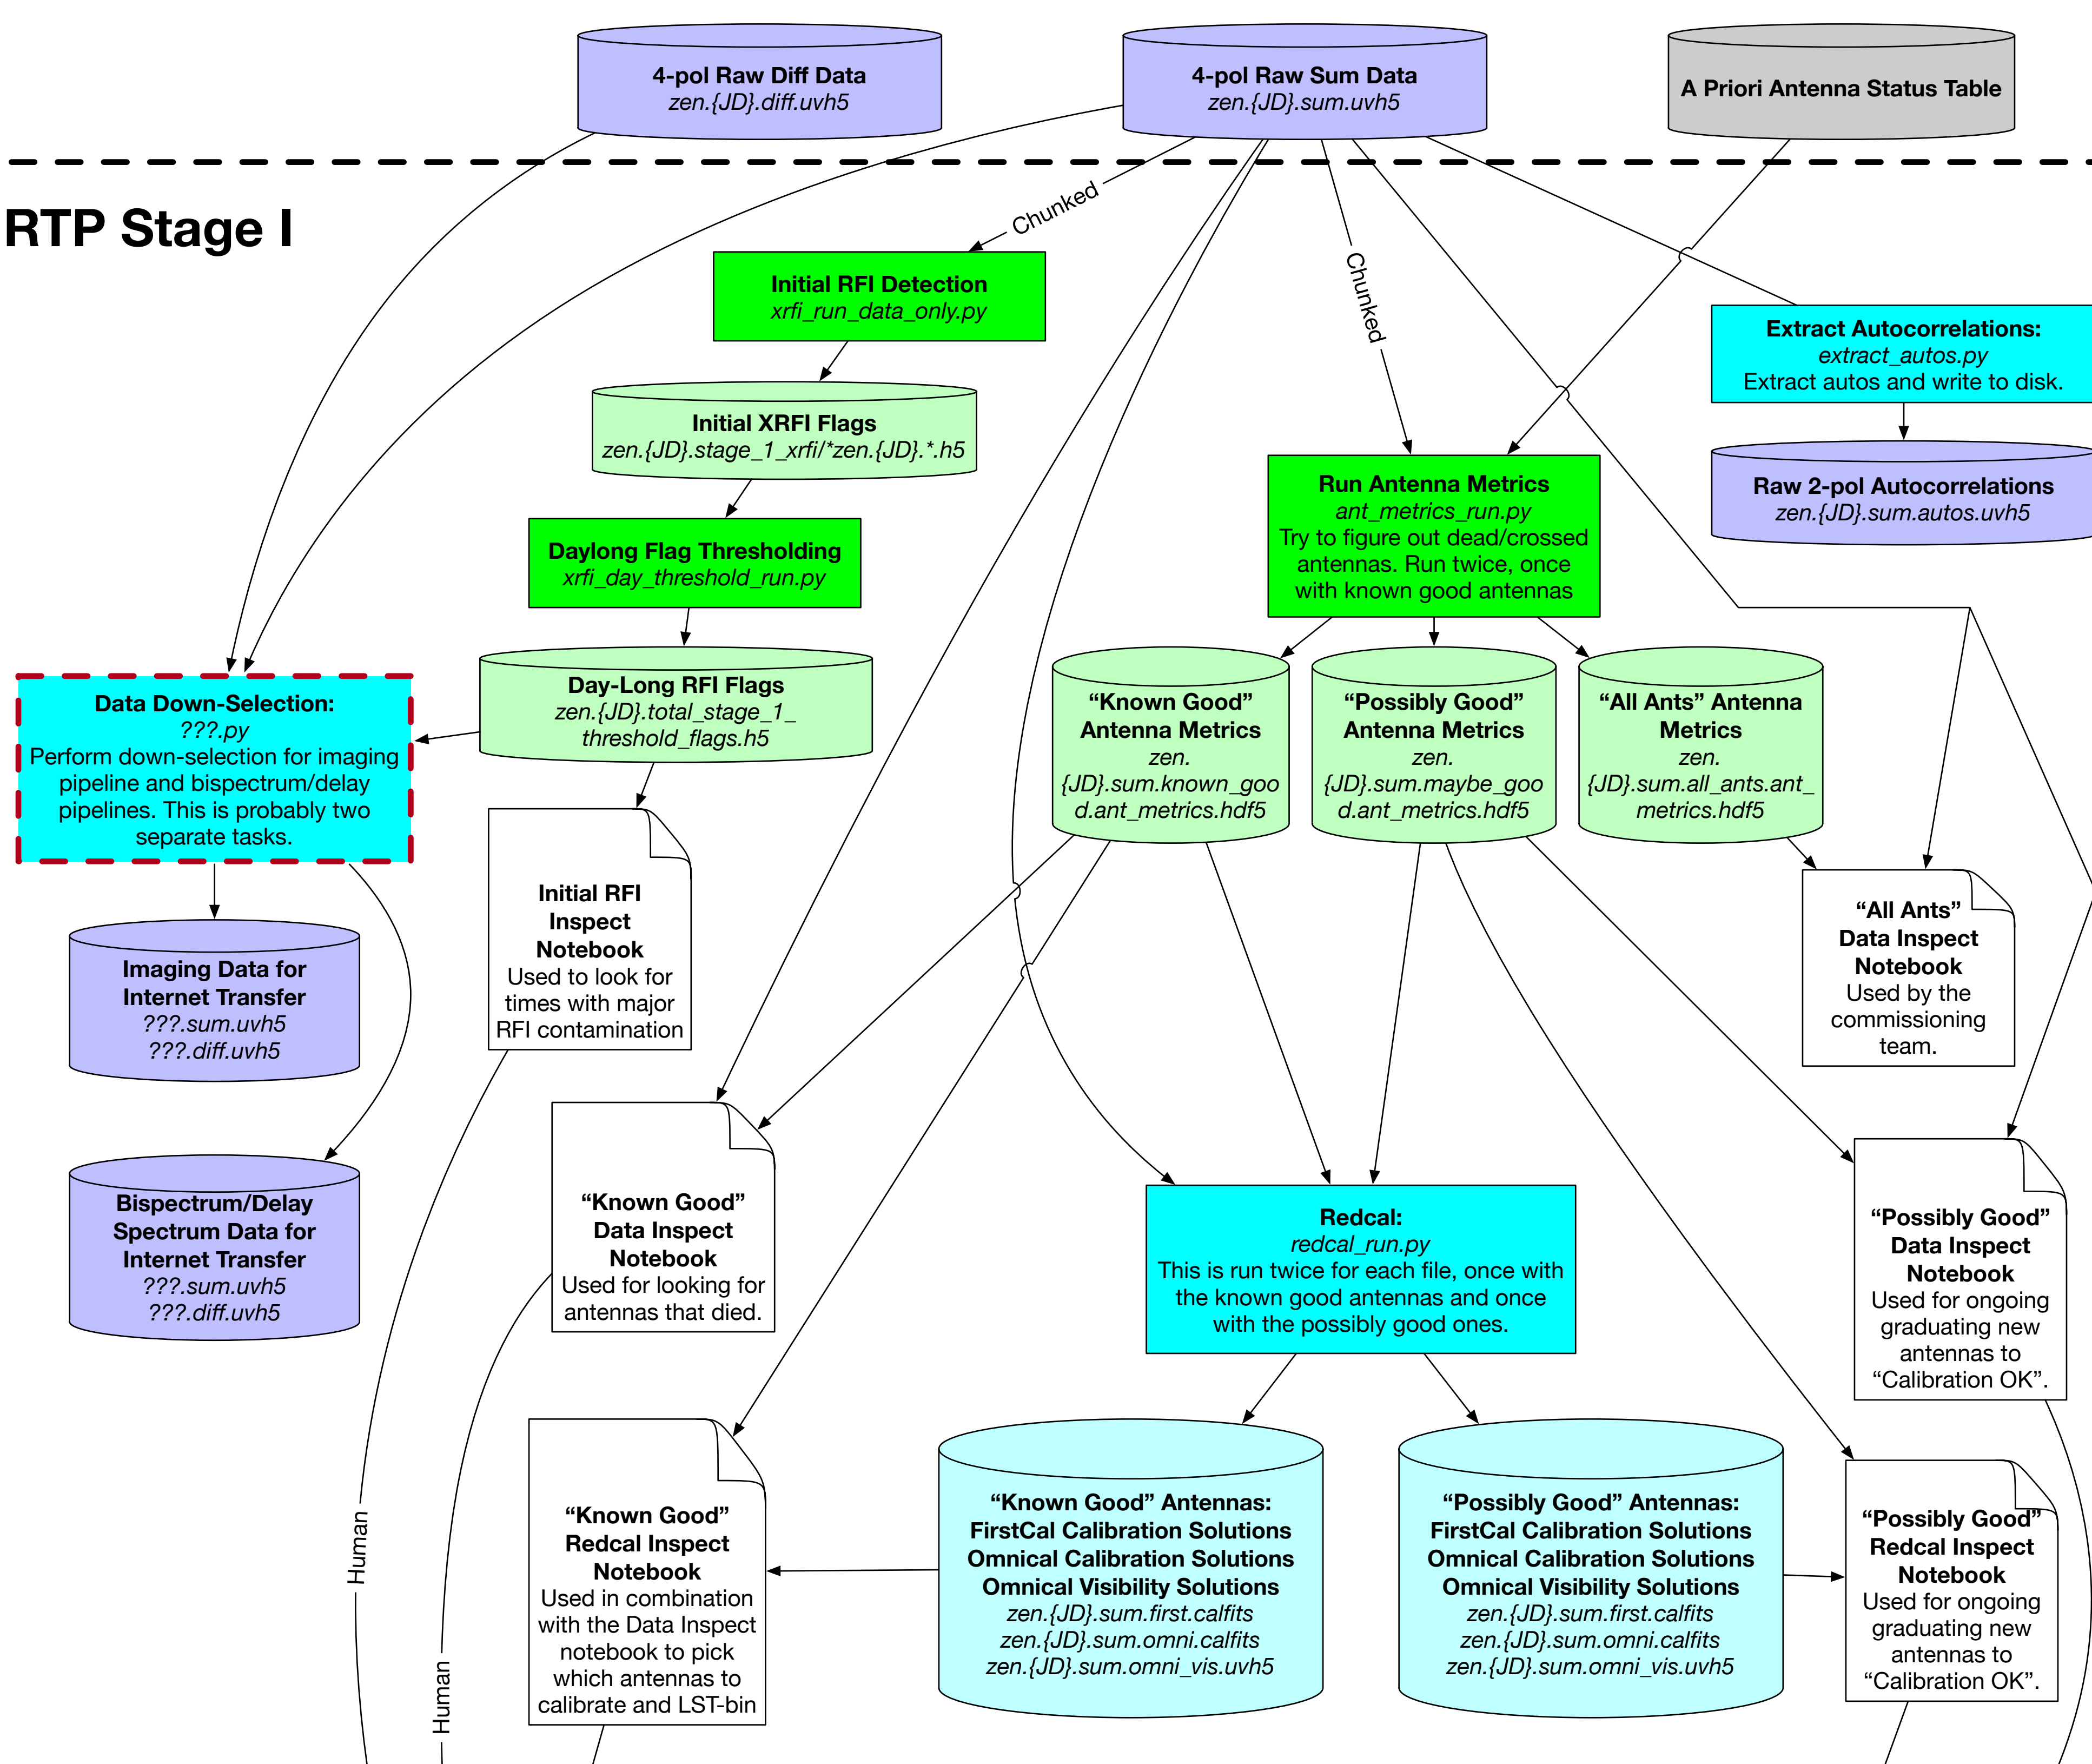 4-pol Raw Diff Data
zen.{JD}.diff.uvh5
4-pol Raw Sum Data
zen.{JD}.sum.uvh5
A Priori Antenna Status Table
RTP Stage I
Chunked
Chunked
Initial RFI Detection
xrfi_run_data_only.py
Extract Autocorrelations:
extract_autos.py
Extract autos and write to disk.
Initial XRFI Flags
zen.{JD}.stage_1_xrfi/*zen.{JD}.*.h5
Raw 2-pol Autocorrelations
zen.{JD}.sum.autos.uvh5
Run Antenna Metrics
ant_metrics_run.py
Try to figure out dead/crossed
antennas. Run twice, once
with known good antennas
Daylong Flag Thresholding
xrfi_day_threshold_run.py
Day-Long RFI Flags
zen.{JD}.total_stage_1_
threshold_flags.h5
Data Down-Selection:
???.py
Perform down-selection for imaging
pipeline and bispectrum/delay
pipelines. This is probably two
separate tasks.
“Known Good”
Antenna Metrics
zen.
{JD}.sum.known_goo
d.ant_metrics.hdf5
“Possibly Good”
Antenna Metrics
zen.
{JD}.sum.maybe_goo
d.ant_metrics.hdf5
“All Ants” Antenna
Metrics
zen.
{JD}.sum.all_ants.ant_
metrics.hdf5
Initial RFI
Inspect
Notebook
Used to look for
times with major
RFI contamination
“All Ants”
Data Inspect
Notebook
Used by the
commissioning
team.
Imaging Data for
Internet Transfer
???.sum.uvh5
???.diff.uvh5
Bispectrum/Delay
Spectrum Data for
Internet Transfer
???.sum.uvh5
???.diff.uvh5
“Known Good”
Data Inspect
Notebook
Used for looking for
antennas that died.
Redcal:
redcal_run.py
This is run twice for each file, once with
the known good antennas and once
with the possibly good ones.
“Possibly Good”
Data Inspect
Notebook
Used for ongoing
graduating new
antennas to
“Calibration OK”.
Human
Human
“Known Good”
Redcal Inspect
Notebook
Used in combination
with the Data Inspect
notebook to pick
which antennas to
calibrate and LST-bin
“Known Good” Antennas:
FirstCal Calibration Solutions
Omnical Calibration Solutions
Omnical Visibility Solutions
zen.{JD}.sum.first.calfits
zen.{JD}.sum.omni.calfits
zen.{JD}.sum.omni_vis.uvh5
“Possibly Good” Antennas:
FirstCal Calibration Solutions
Omnical Calibration Solutions
Omnical Visibility Solutions
zen.{JD}.sum.first.calfits
zen.{JD}.sum.omni.calfits
zen.{JD}.sum.omni_vis.uvh5
“Possibly Good”
Redcal Inspect
Notebook
Used for ongoing
graduating new
antennas to
“Calibration OK”.